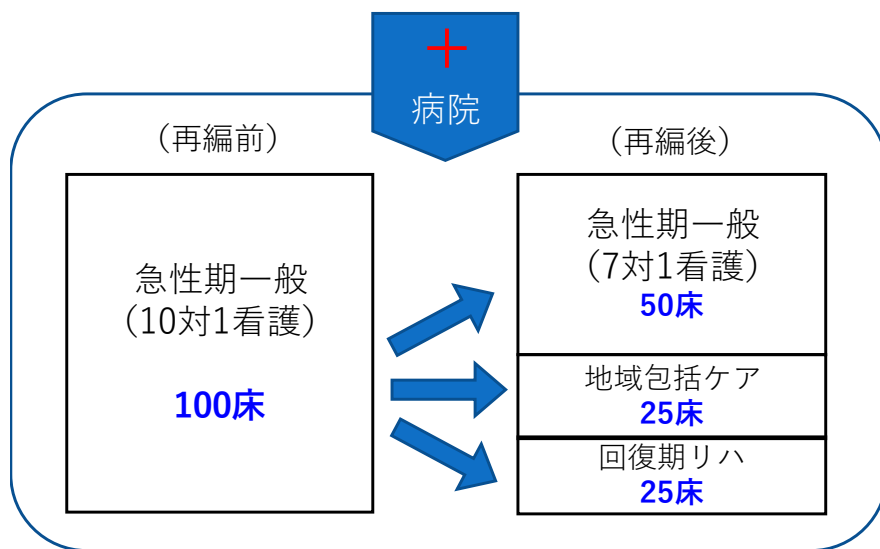 病院
（再編前）
急性期一般
（10対1看護）
100床
（再編後）
急性期一般
（7対1看護）
50床
地域包括ケア
25床
回復期リハ
25床